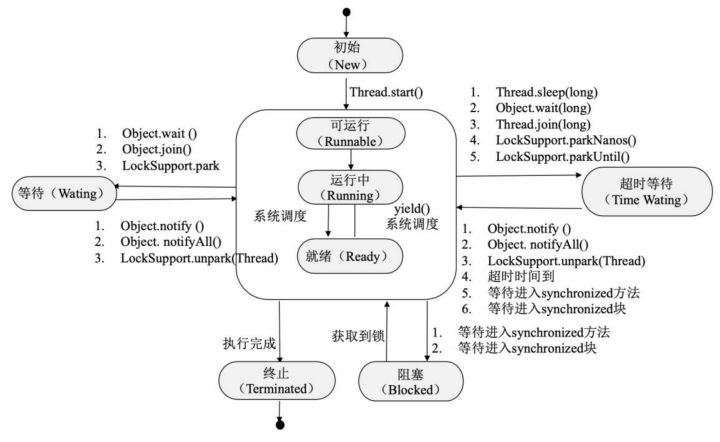 初始
（New）
Thread.start()
1. Thread.sleep(long)
2. Object.wait(long)
3. Thread.join(long)
4. LockSupport.parkNanos()
5. LockSupport.parkUntil()
1. Object.wait ()
2. Object.join()
3. LockSupport.park
可运行
（Runnable）
运行中
（Running）
等待（Wating）
超时等待
（Time Wating）
系统调度
yield()
系统调度
就绪（Ready）
1. Object.notify ()
2. Object. notifyAll()
3. LockSupport.unpark(Thread)
1. Object.notify ()
2. Object. notifyAll()
3. LockSupport.unpark(Thread)
4. 超时时间到
5. 等待进入synchronized方法
6. 等待进入synchronized块
执行完成
获取到锁
1. 等待进入synchronized方法
2. 等待进入synchronized块
终止
（Terminated）
阻塞
（Blocked）